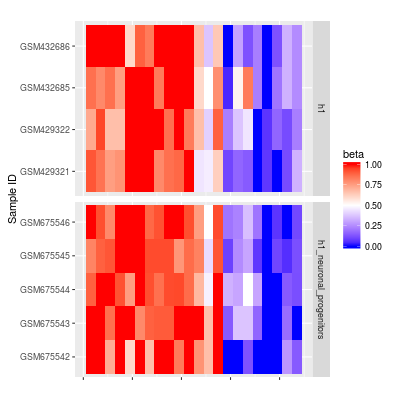 GSM432686
GSM432685
GSM429322
GSM429321
h1
GSM675546
GSM675545
GSM675544
GSM675543
GSM675542
h1_neuronal_progenitors
Sample ID
beta
1.00
0.75
0.50
0.25
0.00